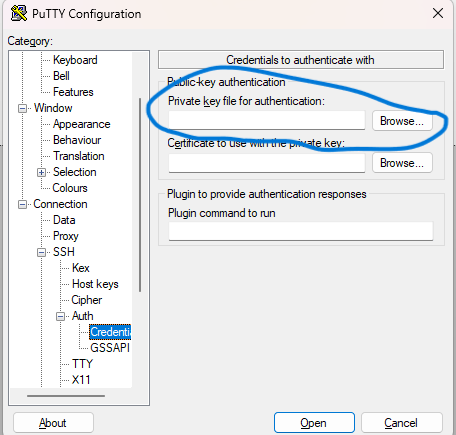 PuTTY Configuration
Category:
Keyboard
Bell
Features
Window
Appearance
Behaviour
Translation
Selection
Colours
Connection
Data
Proxy
SSH
Kex
Host keys
Cipher
Auth
Credenti
GSSAPI
TTY
X11
Credentials to authenticate with
Public-key authentication
Private key file for authentication:
Browse...
Certificate to use with the private key:
Browse...
Plugin to provide authentication responses
Plugin command to run
About
Open
Cancel